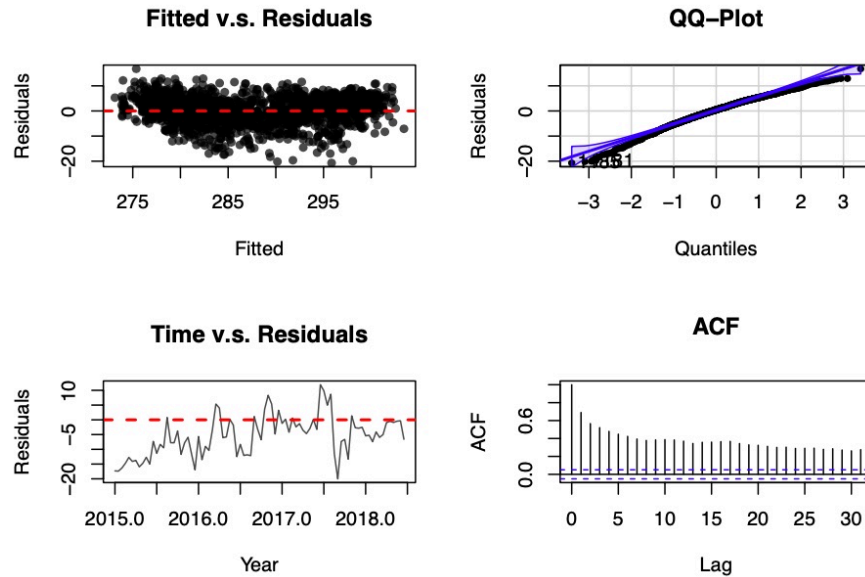 Fitted v.s. Residuals
Residuals
0
-20
275 285 295
Fitted
QQ-Plot
Residuals
0
-20
-3 -2 -1 0 1 2 3
Quantiles
Time v.s. Residuals
Residuals
10
-5
-20
2015.0 2016.0 2017.0 2018.0
Year
ACF
ACF
0.6
0.0
0 5 10 15 20 25 30
Lag